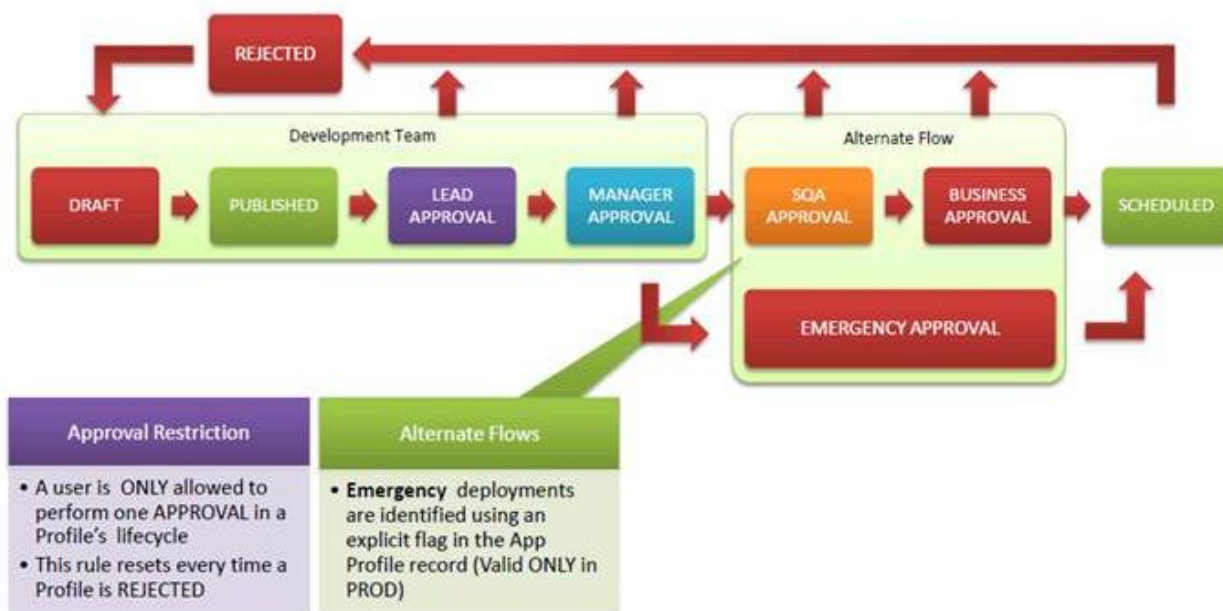 REJECTED
Development Team
Alternate Flow
DRAFT
PUBLISHED
LEAD
APPROVAL
MANAGER
APPROVAL
SQA
APPROVAL
BUSINESS
APPROVAL
SCHEDULED
EMERGENCY APPROVAL
Approval Restriction
• A user is ONLY allowed to
perform one APPROVAL in a
Profile's lifecycle
• This rule resets every time a
Profile is REJECTED
Alternate Flows
• Emergency deployments
are identified using an
explicit flag in the App
Profile record (Valid ONLY in
PROD)